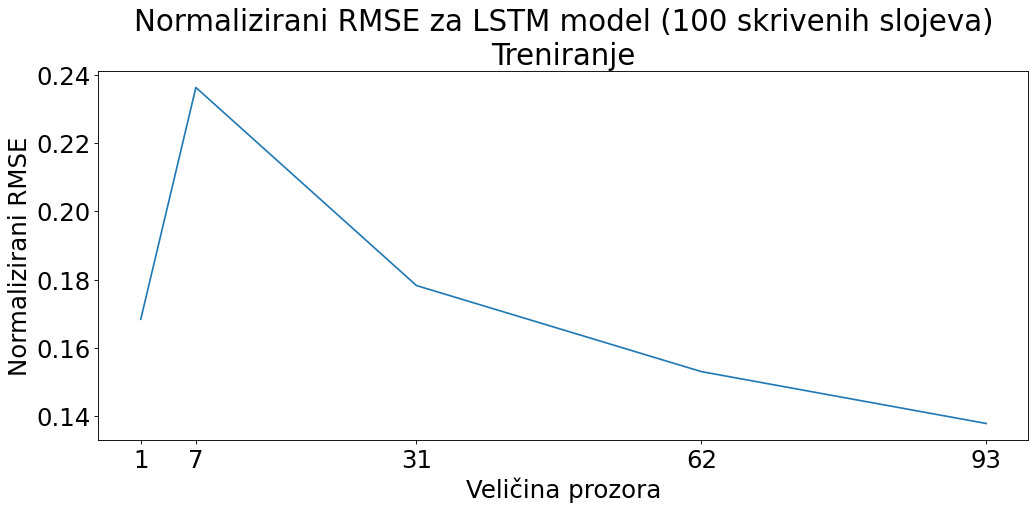 Normalizirani RMSE za LSTM model (100 skrivenih slojeva)
Treniranje
Normalizirani RMSE
0.24
0.22
0.20
0.18
0.16
0.14
1 7 31 62 93
Veličina prozora